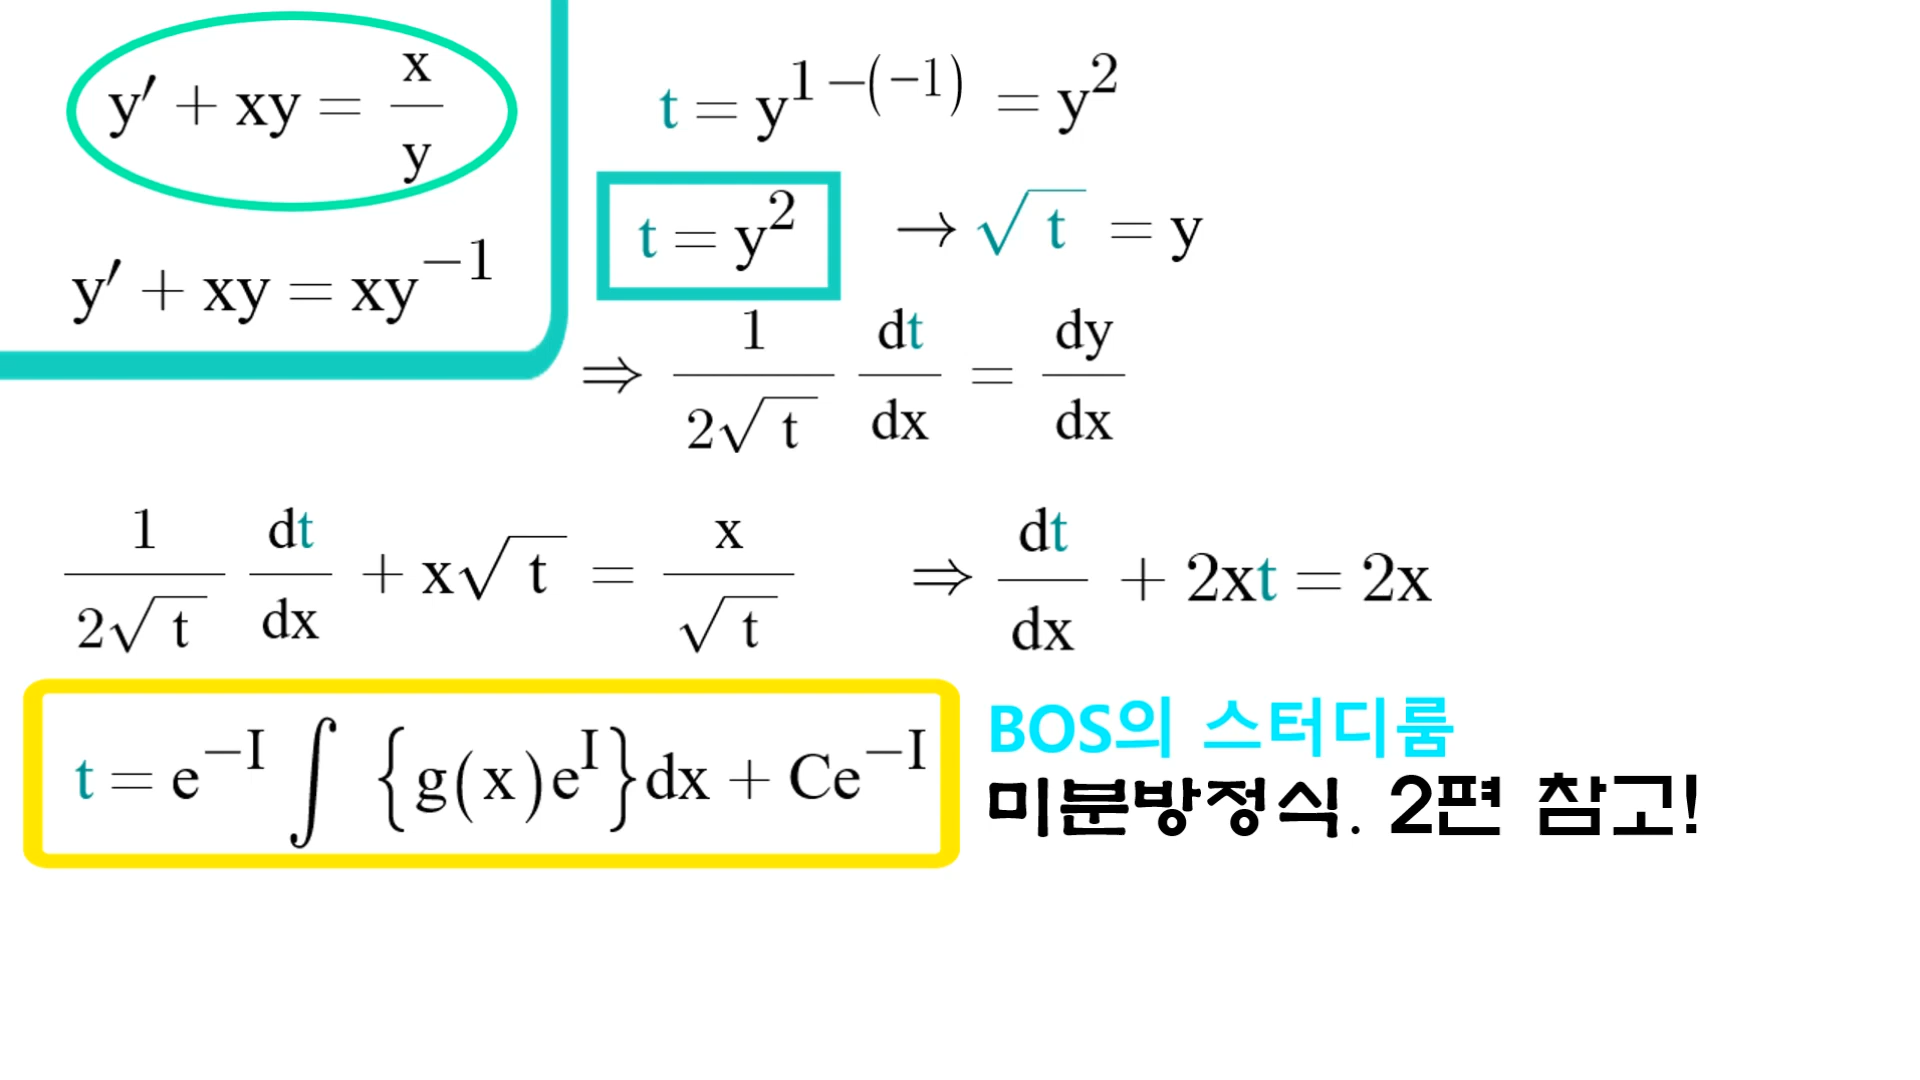 y′ + xy = x/y
y′ + xy = xy⁻¹
t = y^{1−(−1)} = y²
t = y² → √t = y
⇒ 1/(2√t) dt/dx = dy/dx
1/(2√t) dt/dx + x√t = x/√t ⇒ dt/dx + 2xt = 2x
t = e^{−I} ∫ {g(x)e^{I}}dx + Ce^{−I}
BOS의 스터디룸
미분방정식. 2편 참고!